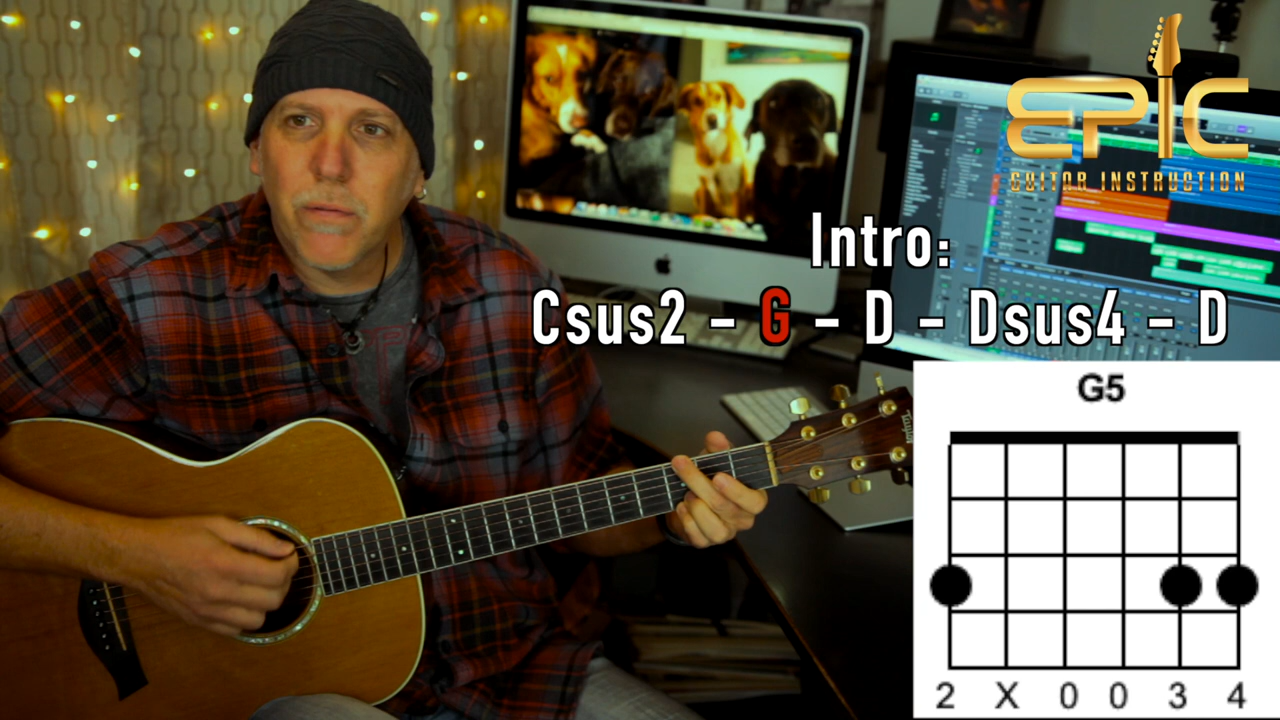 EPIC
GUITAR INSTRUCTION
Intro:
Csus2 – G – D – Dsus4 – D
G5
2 X 0 0 3 4